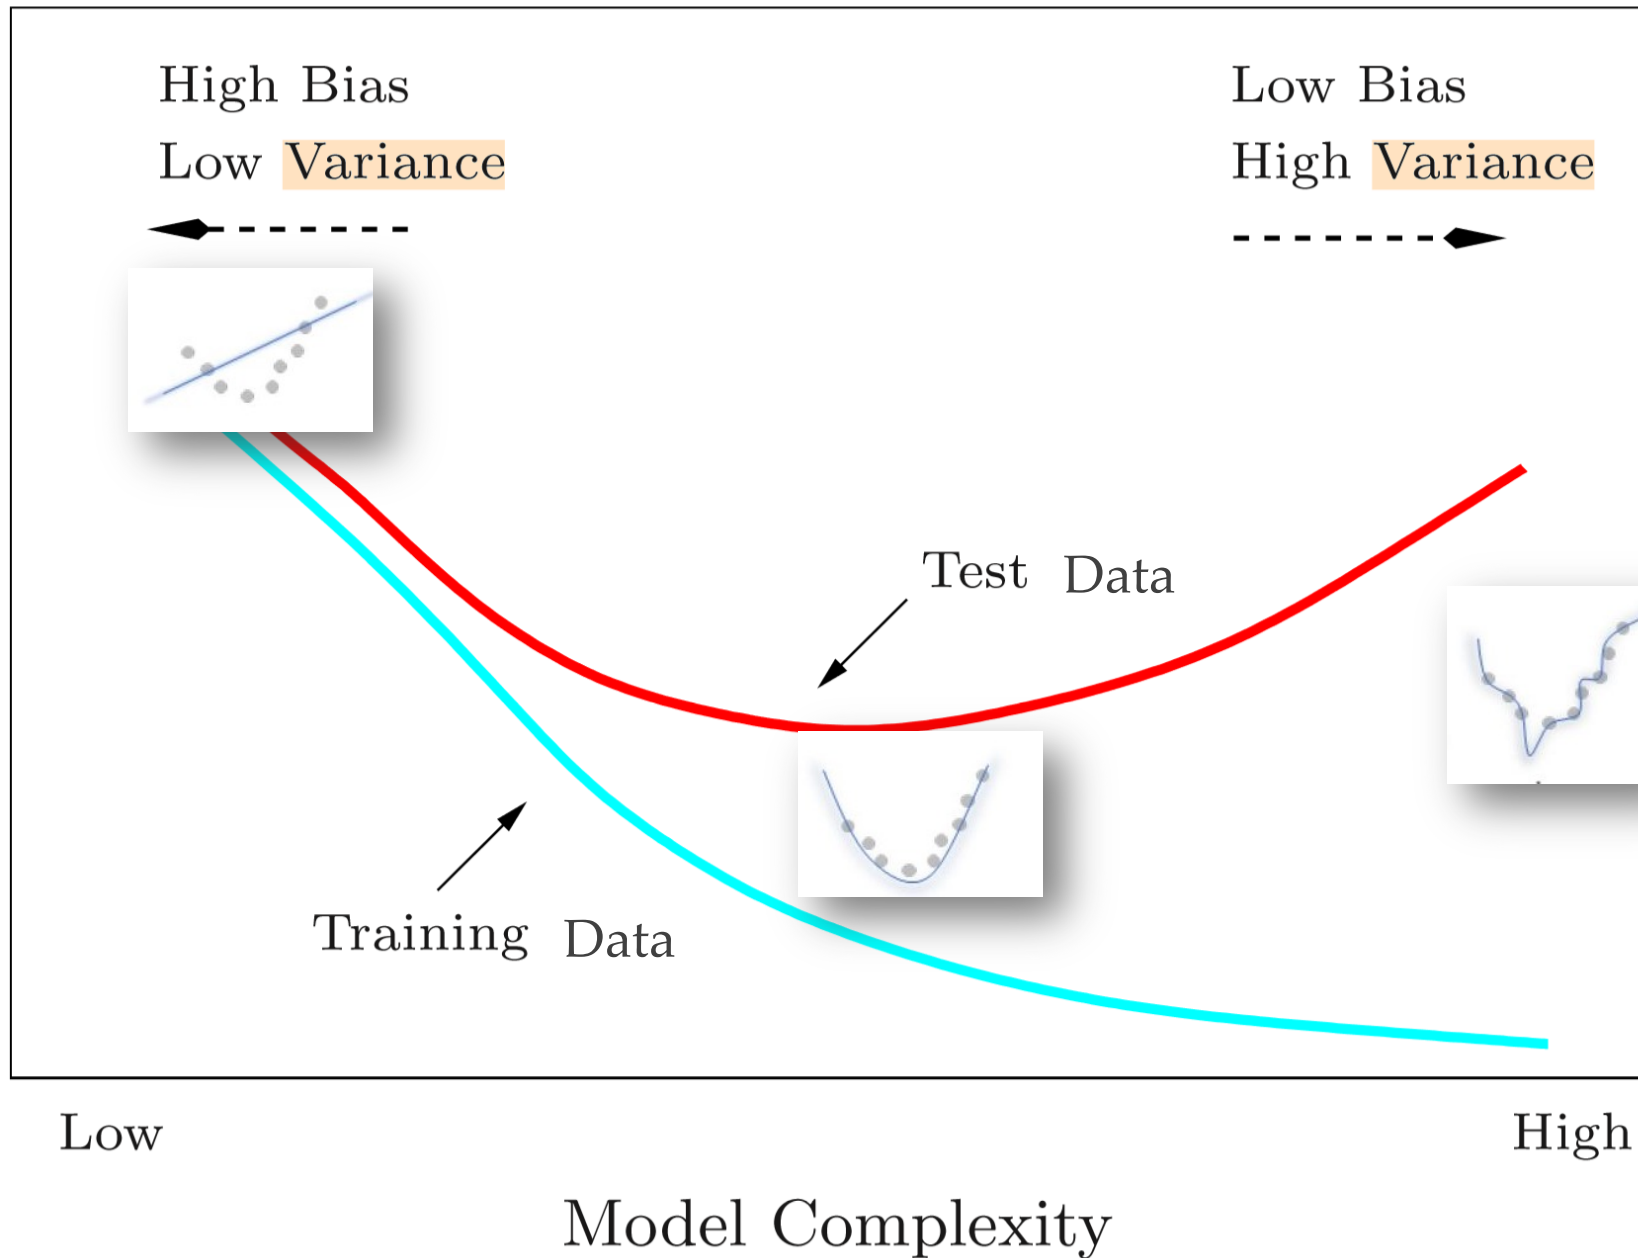 High Bias
Low Variance
Low Bias
High Variance
Test Data
Training Data
Low
High
Model Complexity